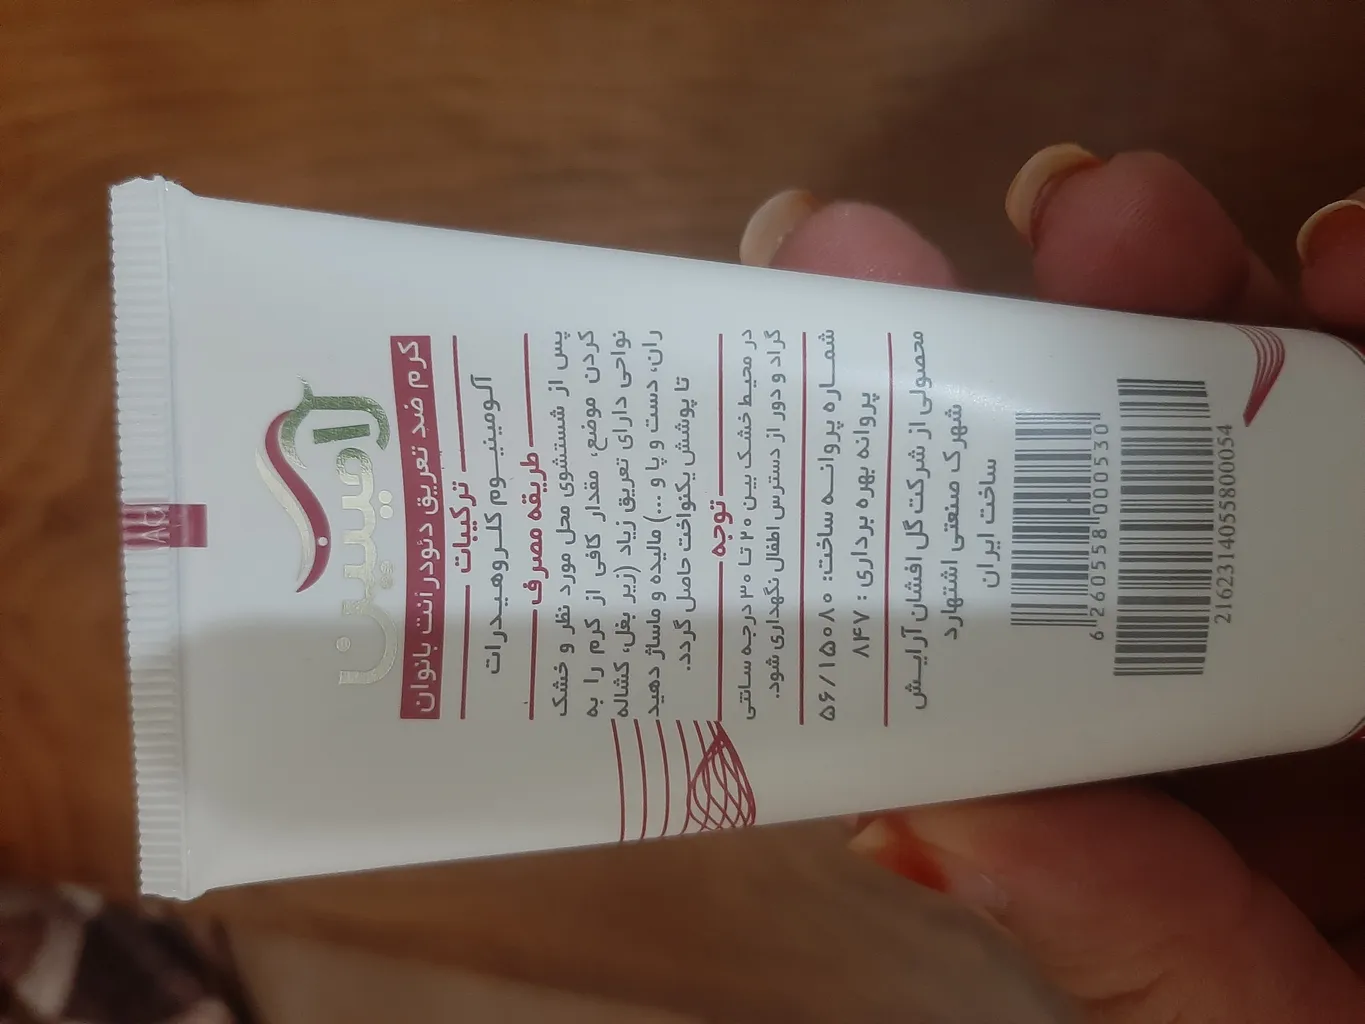 آمیسن
کرم ضد تعریق دئودرانت بانوان
ترکیبات
آلومینیوم کلروهیدرات
طریقه مصرف
پس از شستشوی محل مورد نظر و خشک
کردن موضع، مقدار کافی از کرم را به
نواحی دارای تعریق زیاد (زیر بغل، کشاله
ران، دست و پا و ...) مالیده و ماساژ دهید
تا پوشش یکنواخت حاصل گردد.
توجه
در محیط خشک بین ۲۰ تا ۳۰ درجه سانتی
گراد و دور از دسترس اطفال نگهداری شود.
شماره پروانه ساخت: ۵۶/۱۵۰۸۰
پروانه بهره برداری: ۸۴۷
محصولی از شرکت گل افشان آرایش
شهرک صنعتی اشتهارد
ساخت ایران
6 260558 000530
2162314055800054